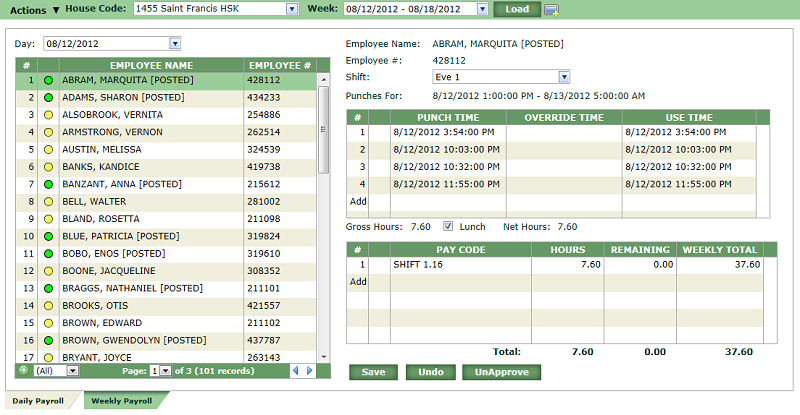 Actions ▼ House Code: 1455 Saint Francis HSK Week: 08/12/2012 - 08/18/2012 Load
Day: 08/12/2012
# EMPLOYEE NAME EMPLOYEE #
1 ABRAM, MARQUITA [POSTED] 428112
2 ADAMS, SHARON [POSTED] 434233
3 ALSOBROOK, VERNITA 254886
4 ARMSTRONG, VERNON 262514
5 AUSTIN, MELISSA 324539
6 BANKS, KANDICE 419738
7 BANZANT, ANNA [POSTED] 215612
8 BELL, WALTER 281002
9 BLAND, ROSETTA 211098
10 BLUE, PATRICIA [POSTED] 319824
11 BOBO, ENOS [POSTED] 319610
12 BOONE, JACQUELINE 308352
13 BRAGGS, NATHANIEL [POSTED] 211101
14 BROOKS, OTIS 421557
15 BROWN, EDWARD 211102
16 BROWN, GWENDOLYN [POSTED] 437787
17 BRYANT, JOYCE 263143
(All) Page: 1 of 3 (101 records)
Employee Name: ABRAM, MARQUITA [POSTED]
Employee #: 428112
Shift: Eve 1
Punches For: 8/12/2012 1:00:00 PM - 8/13/2012 5:00:00 AM
# PUNCH TIME OVERRIDE TIME USE TIME
1 8/12/2012 3:54:00 PM 8/12/2012 3:54:00 PM
2 8/12/2012 10:03:00 PM 8/12/2012 10:03:00 PM
3 8/12/2012 10:32:00 PM 8/12/2012 10:32:00 PM
4 8/12/2012 11:55:00 PM 8/12/2012 11:55:00 PM
Add
Gross Hours: 7.60 Lunch Net Hours: 7.60
# PAY CODE HOURS REMAINING WEEKLY TOTAL
1 SHIFT 1.16 7.60 0.00 37.60
Add
Total: 7.60 0.00 37.60
Save Undo UnApprove
Daily Payroll Weekly Payroll